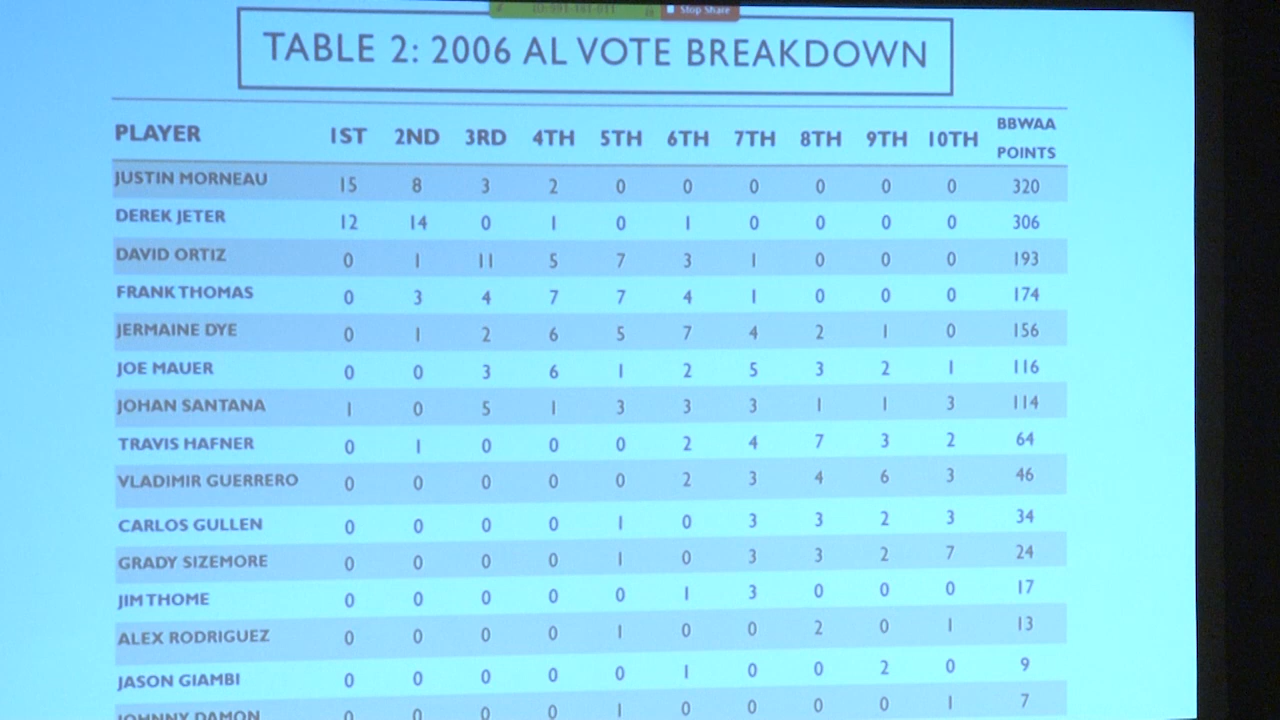 Stop Share
TABLE 2: 2006 AL VOTE BREAKDOWN
PLAYER 1ST 2ND 3RD 4TH 5TH 6TH 7TH 8TH 9TH 10TH BBWAA POINTS
JUSTIN MORNEAU 15 8 3 2 0 0 0 0 0 0 320
DEREK JETER 12 14 0 1 0 1 0 0 0 0 306
DAVID ORTIZ 0 1 11 5 7 3 1 0 0 0 193
FRANK THOMAS 0 3 4 7 7 4 1 0 0 0 174
JERMAINE DYE 0 1 2 6 5 7 4 2 1 0 156
JOE MAUER 0 0 3 6 1 2 5 3 2 1 116
JOHAN SANTANA 1 0 5 1 3 3 3 1 1 3 114
TRAVIS HAFNER 0 1 0 0 0 2 4 7 3 2 64
VLADIMIR GUERRERO 0 0 0 0 0 2 3 4 6 3 46
CARLOS GULLEN 0 0 0 0 1 0 3 3 2 3 34
GRADY SIZEMORE 0 0 0 0 1 0 3 3 2 7 24
JIM THOME 0 0 0 0 0 1 3 0 0 0 17
ALEX RODRIGUEZ 0 0 0 0 1 0 0 2 0 1 13
JASON GIAMBI 0 0 0 0 0 1 0 0 2 0 9
JOHNNY DAMON 0 0 0 0 1 0 0 0 0 1 7